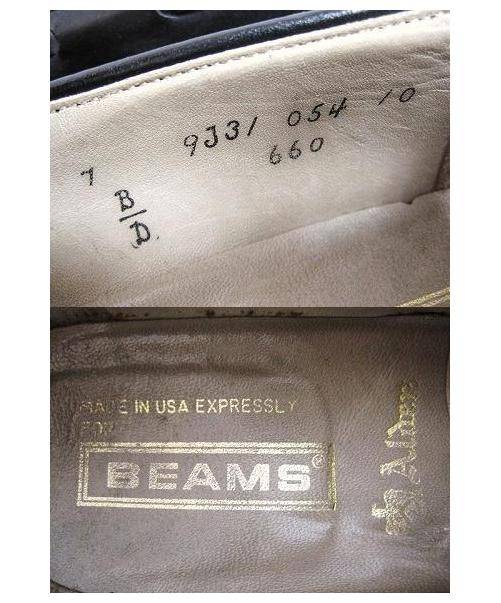 9331 054 10
660
7
B/D
MADE IN USA EXPRESSLY
FOR
BEAMS®
Alden